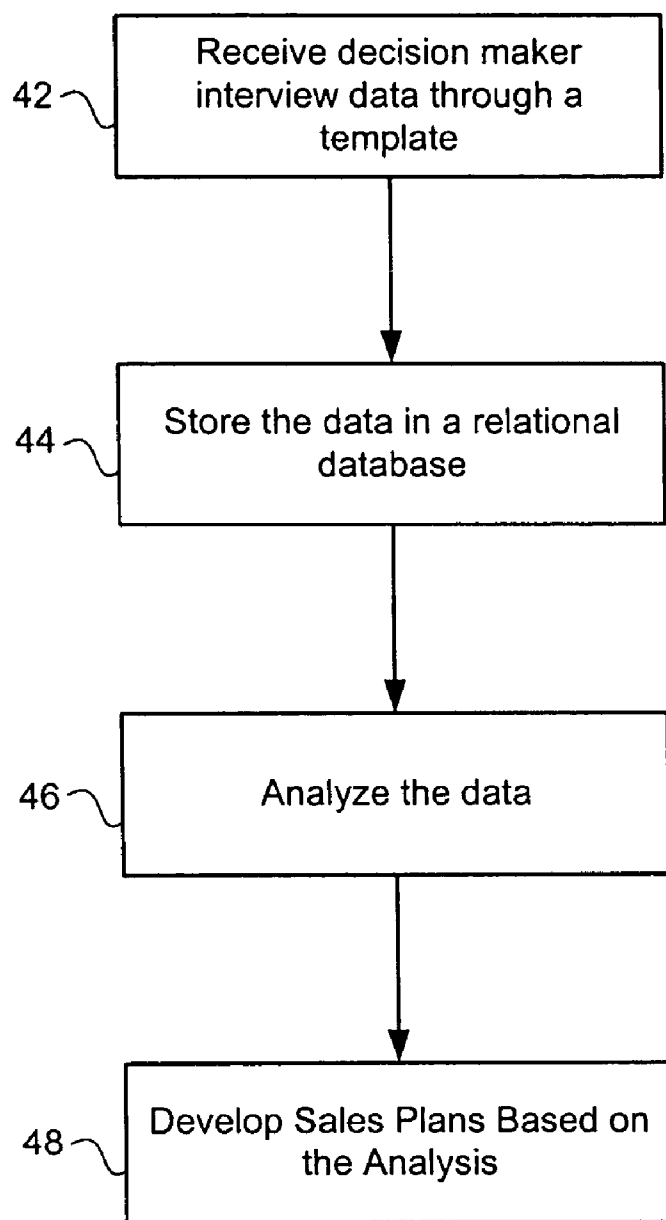 42
Receive decision maker
interview data through a
template
44
Store the data in a relational
database
46
Analyze the data
48
Develop Sales Plans Based on
the Analysis